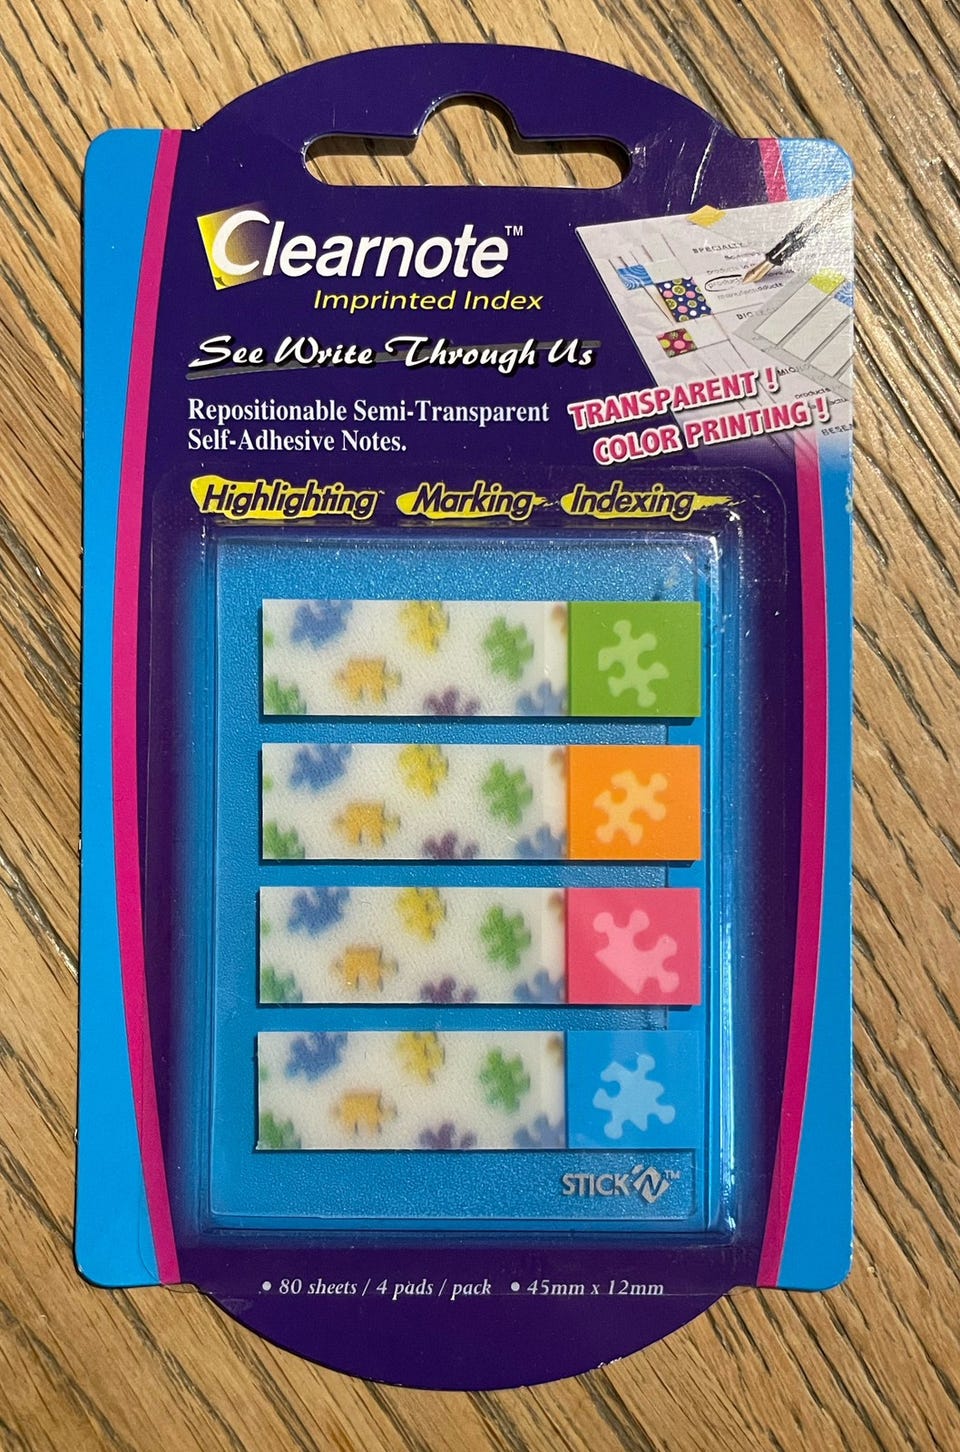 Clearnote™
Imprinted Index
See Write Through Us
Repositionable Semi-Transparent
Self-Adhesive Notes.
SPECIALTY
TRANSPARENT !
COLOR PRINTING !
Highlighting Marking Indexing
STICK'N™
• 80 sheets / 4 pads / pack • 45mm x 12mm